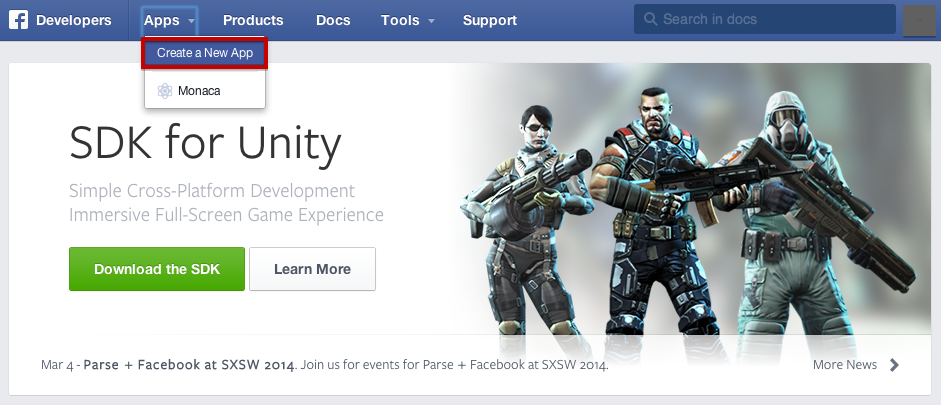 f Developers Apps Products Docs Tools Support Search in docs
Create a New App
Monaca
SDK for Unity
Simple Cross-Platform Development
Immersive Full-Screen Game Experience
Download the SDK Learn More
Mar 4 - Parse + Facebook at SXSW 2014. Join us for events for Parse + Facebook at SXSW 2014. More News